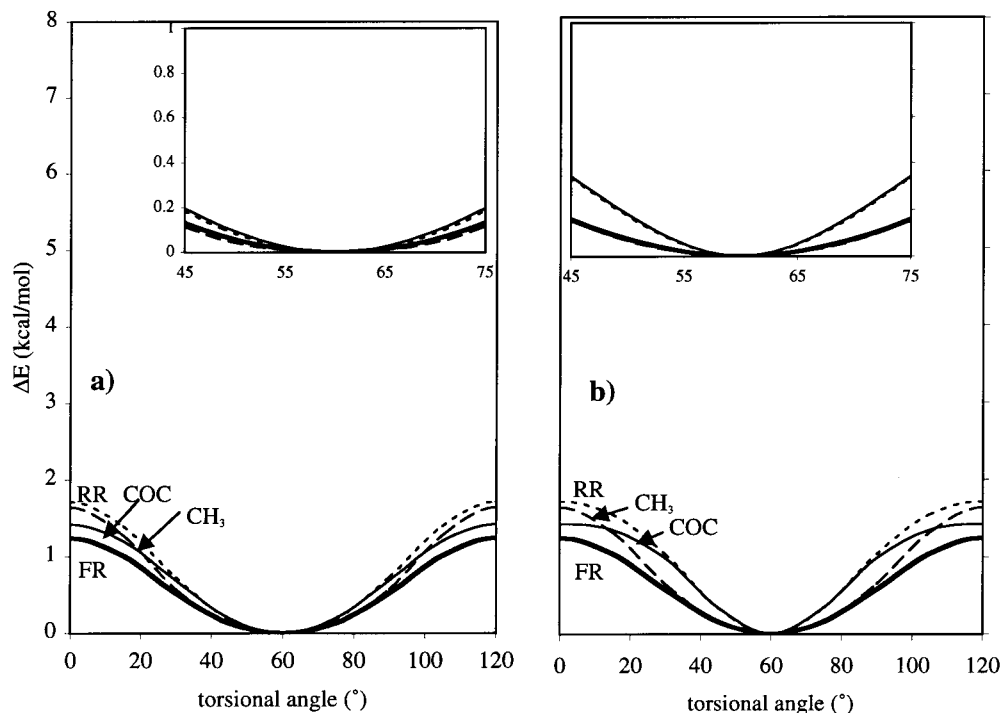 8
7
6
5
4
3
2
1
0
ΔE (kcal/mol)
1
0.8
0.6
0.4
0.2
0
45 55 65 75
a)
RR COC
CH₃
FR
0 20 40 60 80 100 120
torsional angle (°)
45 55 65 75
b)
RR
CH₃
COC
FR
0 20 40 60 80 100 120
torsional angle (°)